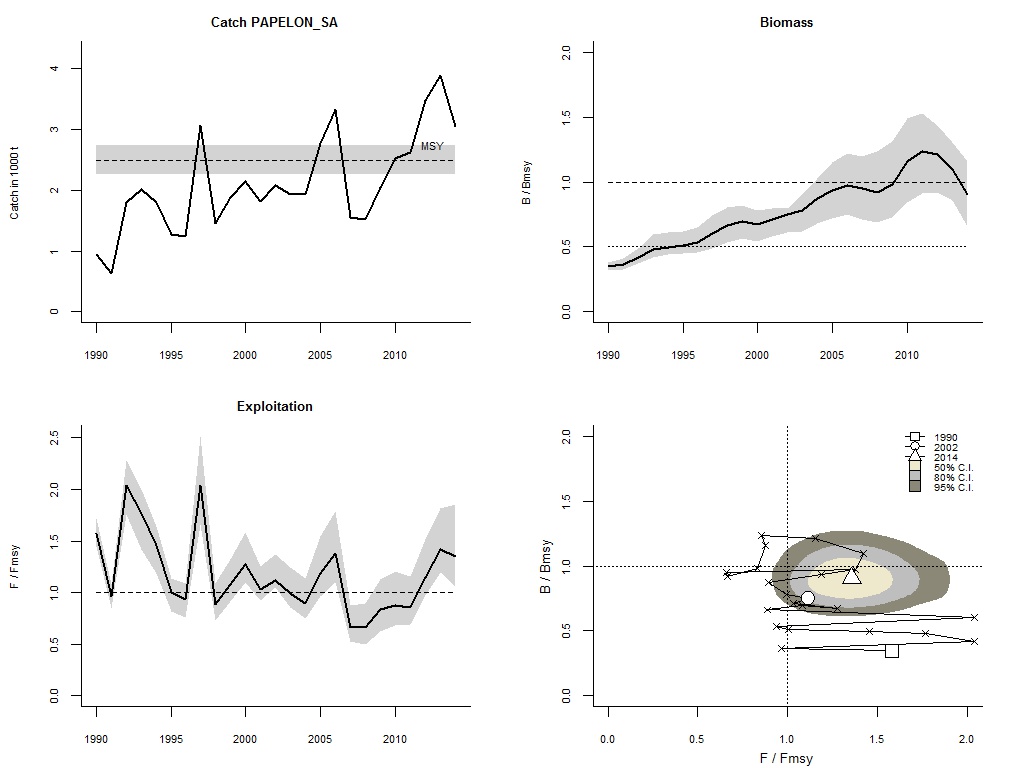 Catch PAPELON_SA
Catch in 1000 t
4
3
2
1
0
MSY
1990 1995 2000 2005 2010
Biomass
B / Bmsy
2.0
1.5
1.0
0.5
0.0
1990 1995 2000 2005 2010
Exploitation
F / Fmsy
2.5
2.0
1.5
1.0
0.5
0.0
1990 1995 2000 2005 2010
B / Bmsy
2.0
1.5
1.0
0.5
0.0
1990
2002
2014
50% C.I.
80% C.I.
95% C.I.
0.0 0.5 1.0 1.5 2.0
F / Fmsy